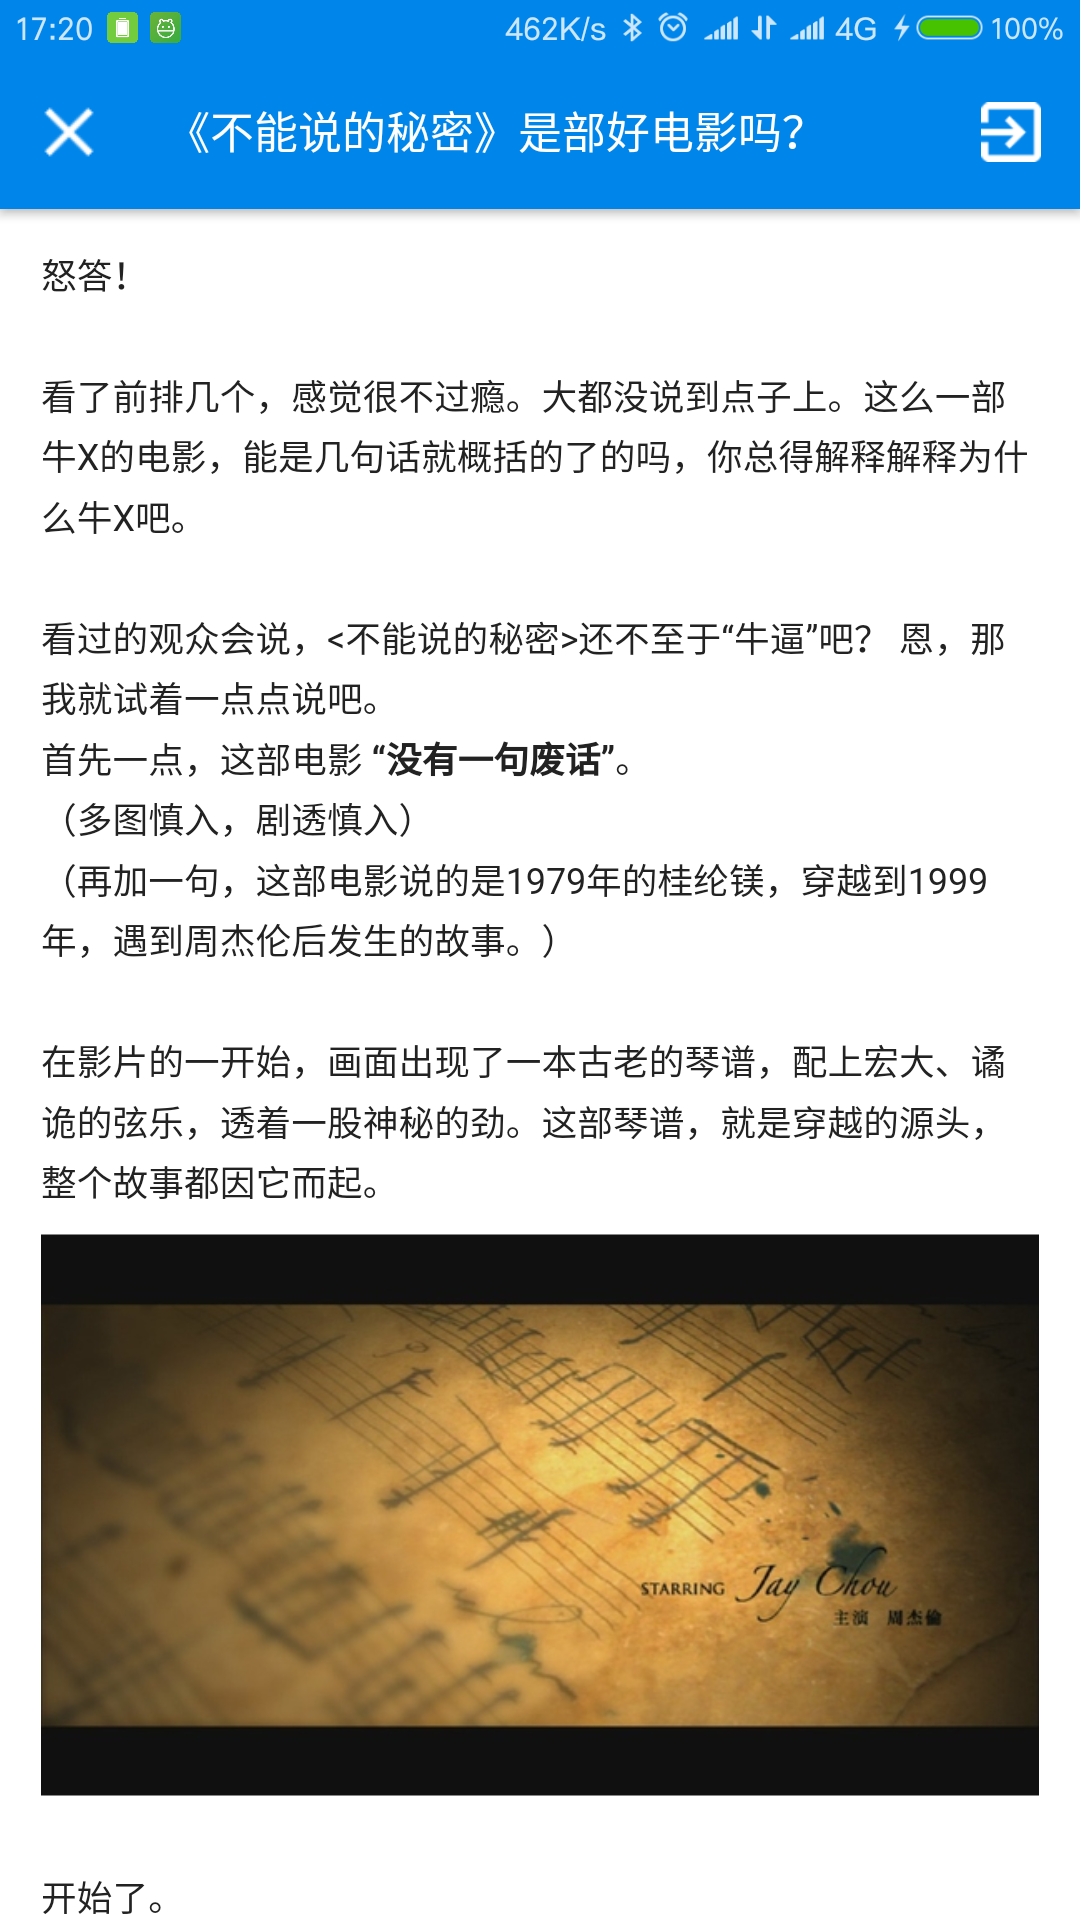 17:20 462K/s 4G 100%
《不能说的秘密》是部好电影吗？
怒答！
看了前排几个，感觉很不过瘾。大都没说到点子上。这么一部
牛X的电影，能是几句话就概括的了的吗，你总得解释解释为什
么牛X吧。
看过的观众会说，<不能说的秘密>还不至于“牛逼”吧？ 恩，那
我就试着一点点说吧。
首先一点，这部电影 “没有一句废话”。
（多图慎入，剧透慎入）
（再加一句，这部电影说的是1979年的桂纶镁，穿越到1999
年，遇到周杰伦后发生的故事。）
在影片的一开始，画面出现了一本古老的琴谱，配上宏大、谲
诡的弦乐，透着一股神秘的劲。这部琴谱，就是穿越的源头，
整个故事都因它而起。
STARRING Jay Chou
主演 周杰倫
开始了。